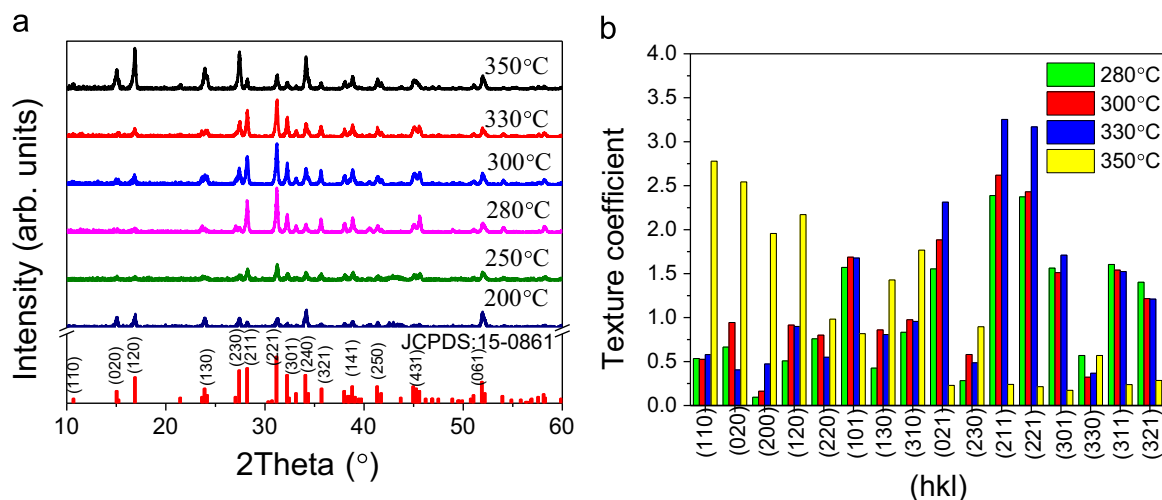 a
Intensity (arb. units)
350°C
330°C
300°C
280°C
250°C
200°C
JCPDS:15-0861
(110)
(020)
(120)
(130)
(230)
(211)
(221)
(301)
(240)
(321)
(141)
(250)
(431)
(061)
10 20 30 40 50 60
2Theta (°)
b
Texture coefficient
4.0
3.5
3.0
2.5
2.0
1.5
1.0
0.5
0.0
280°C
300°C
330°C
350°C
(110)
(020)
(200)
(120)
(220)
(101)
(130)
(310)
(021)
(230)
(211)
(221)
(301)
(330)
(311)
(321)
(hkl)